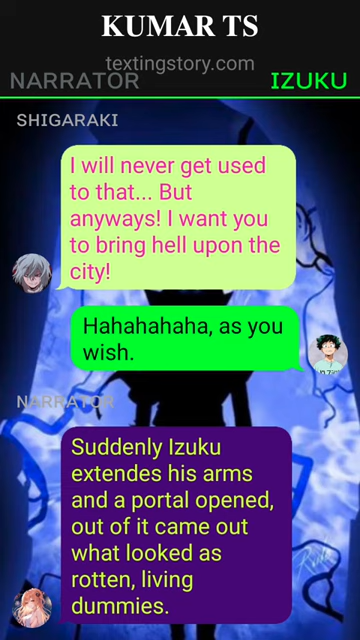 KUMAR TS
textingstory.com
NARRATOR
IZUKU
SHIGARAKI
I will never get used
to that... But
anyways! I want you
to bring hell upon the
city!
Hahahahaha, as you
wish.
NARRATOR
Suddenly Izuku
extendes his arms
and a portal opened,
out of it came out
what looked as
rotten, living
dummies.